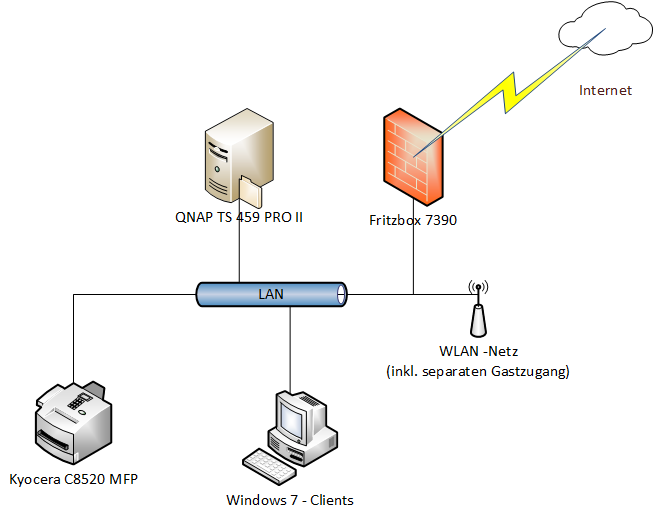 Internet
QNAP TS 459 PRO II
Fritzbox 7390
LAN
WLAN -Netz
(inkl. separaten Gastzugang)
Kyocera C8520 MFP
Windows 7 - Clients